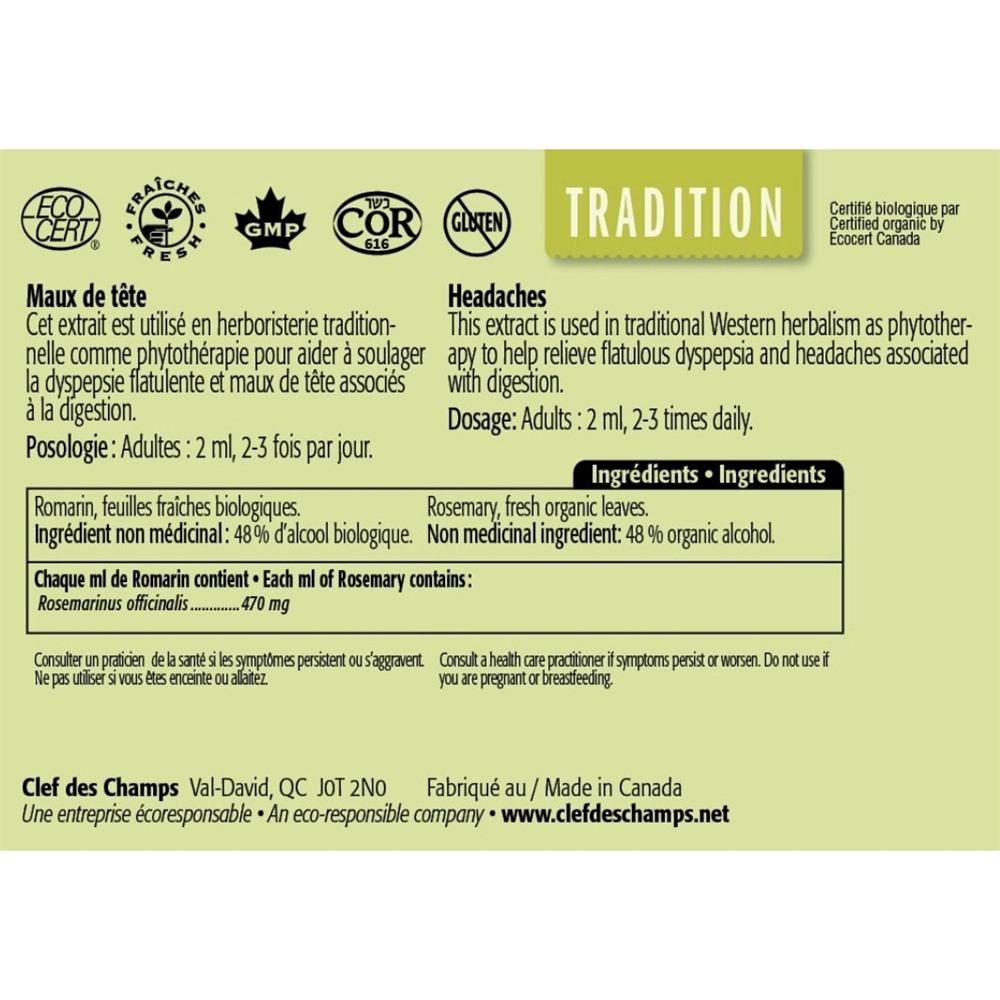 ECO
CERT
®
FRAÎCHES
FRESH
GMP
כשר
COR
616
GLUTEN
TRADITION
Certifié biologique par
Certified organic by
Ecocert Canada
Maux de tête
Cet extrait est utilisé en herboristerie tradition-
nelle comme phytothérapie pour aider à soulager
la dyspepsie flatulente et maux de tête associés
à la digestion.
Posologie : Adultes : 2 ml, 2-3 fois par jour.
Headaches
This extract is used in traditional Western herbalism as phytother-
apy to help relieve flatulous dyspepsia and headaches associated
with digestion.
Dosage: Adults : 2 ml, 2-3 times daily.
Ingrédients • Ingredients
Romarin, feuilles fraîches biologiques.
Ingrédient non médicinal : 48 % d'alcool biologique.
Rosemary, fresh organic leaves.
Non medicinal ingredient: 48 % organic alcohol.
Chaque ml de Romarin contient • Each ml of Rosemary contains :
Rosemarinus officinalis ............. 470 mg
Consulter un praticien de la santé si les symptômes persistent ou s'aggravent.
Ne pas utiliser si vous êtes enceinte ou allaitez.
Consult a health care practitioner if symptoms persist or worsen. Do not use if
you are pregnant or breastfeeding.
Clef des Champs Val-David, QC J0T 2N0 Fabriqué au / Made in Canada
Une entreprise écoresponsable • An eco-responsible company • www.clefdeschamps.net